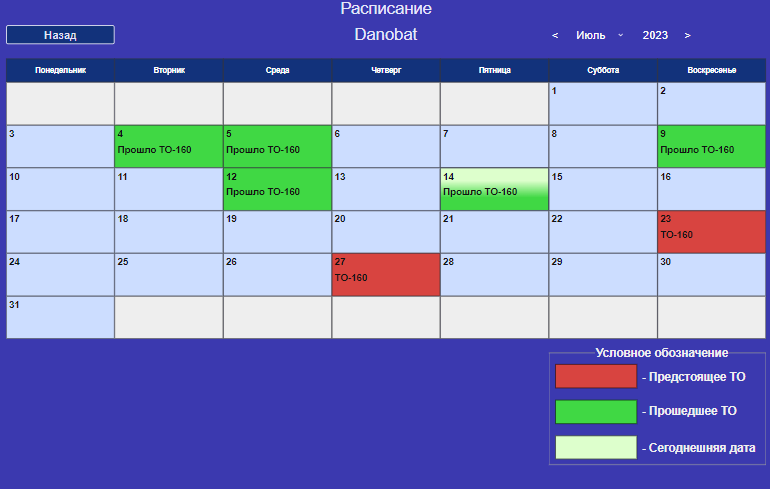 Расписание
Назад
Danobat
< Июль 2023 >
Понедельник Вторник Среда Четверг Пятница Суббота Воскресенье
1 2
3 4 5 6 7 8 9
Прошло ТО-160 Прошло ТО-160 Прошло ТО-160
10 11 12 13 14 15 16
Прошло ТО-160 Прошло ТО-160
17 18 19 20 21 22 23
ТО-160
24 25 26 27 28 29 30
ТО-160
31
Условное обозначение
- Предстоящее ТО
- Прошедшее ТО
- Сегоднешняя дата